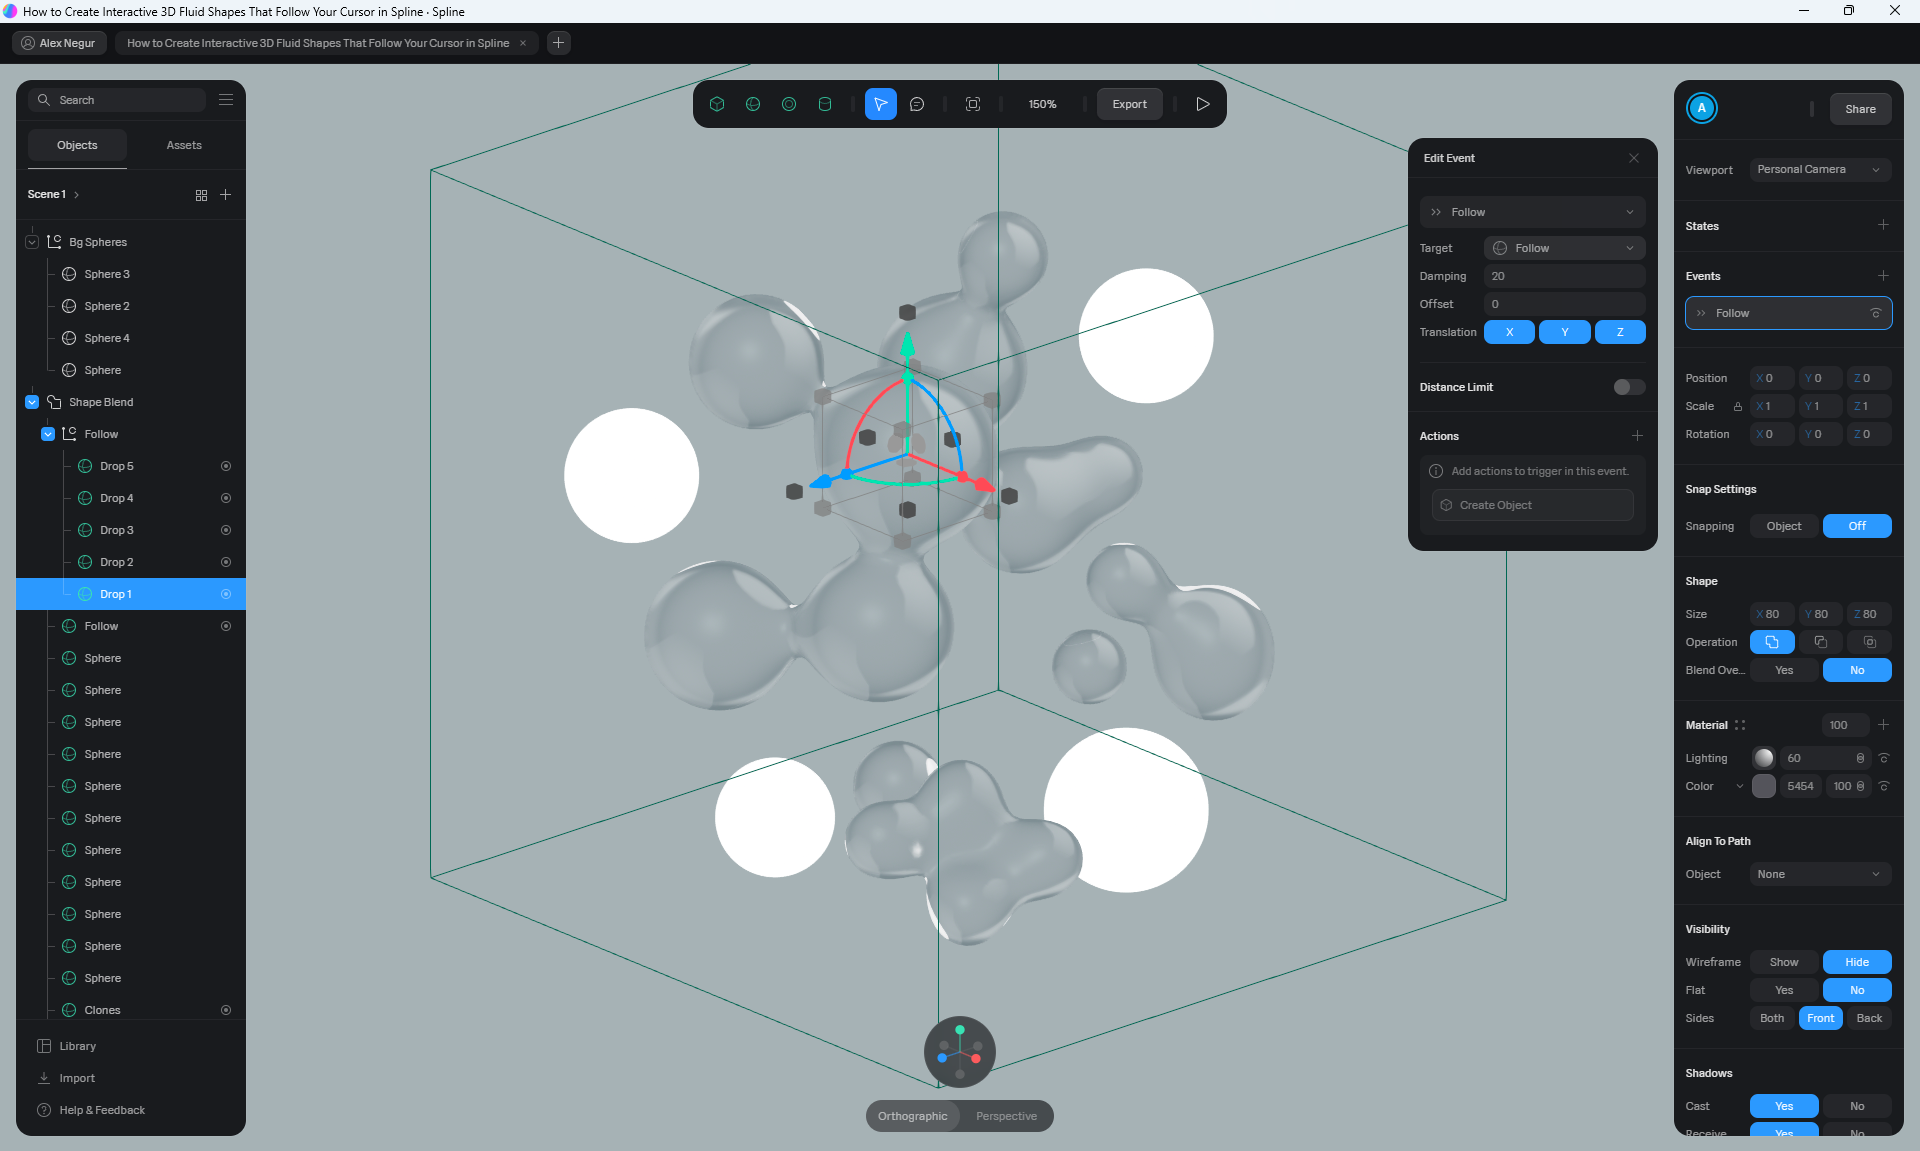 How to Create Interactive 3D Fluid Shapes That Follow Your Cursor in Spline · Spline
Alex Negur
How to Create Interactive 3D Fluid Shapes That Follow Your Cursor in Spline
Search
Objects
Assets
Scene 1
Bg Spheres
Sphere 3
Sphere 2
Sphere 4
Sphere
Shape Blend
Follow
Drop 5
Drop 4
Drop 3
Drop 2
Drop 1
Follow
Sphere
Sphere
Sphere
Sphere
Sphere
Sphere
Sphere
Sphere
Sphere
Sphere
Sphere
Clones
Library
Import
Help & Feedback
150%
Export
Orthographic
Perspective
Edit Event
Follow
Target Follow
Damping 20
Offset 0
Translation X Y Z
Distance Limit
Actions
Add actions to trigger in this event.
Create Object
A
Share
Viewport Personal Camera
States
Events
Follow
Position X 0 Y 0 Z 0
Scale X 1 Y 1 Z 1
Rotation X 0 Y 0 Z 0
Snap Settings
Snapping Object Off
Shape
Size X 80 Y 80 Z 80
Operation
Blend Ove... Yes No
Material 100
Lighting 60
Color 5454 100
Align To Path
Object None
Visibility
Wireframe Show Hide
Flat Yes No
Sides Both Front Back
Shadows
Cast Yes No
Receive Yes No